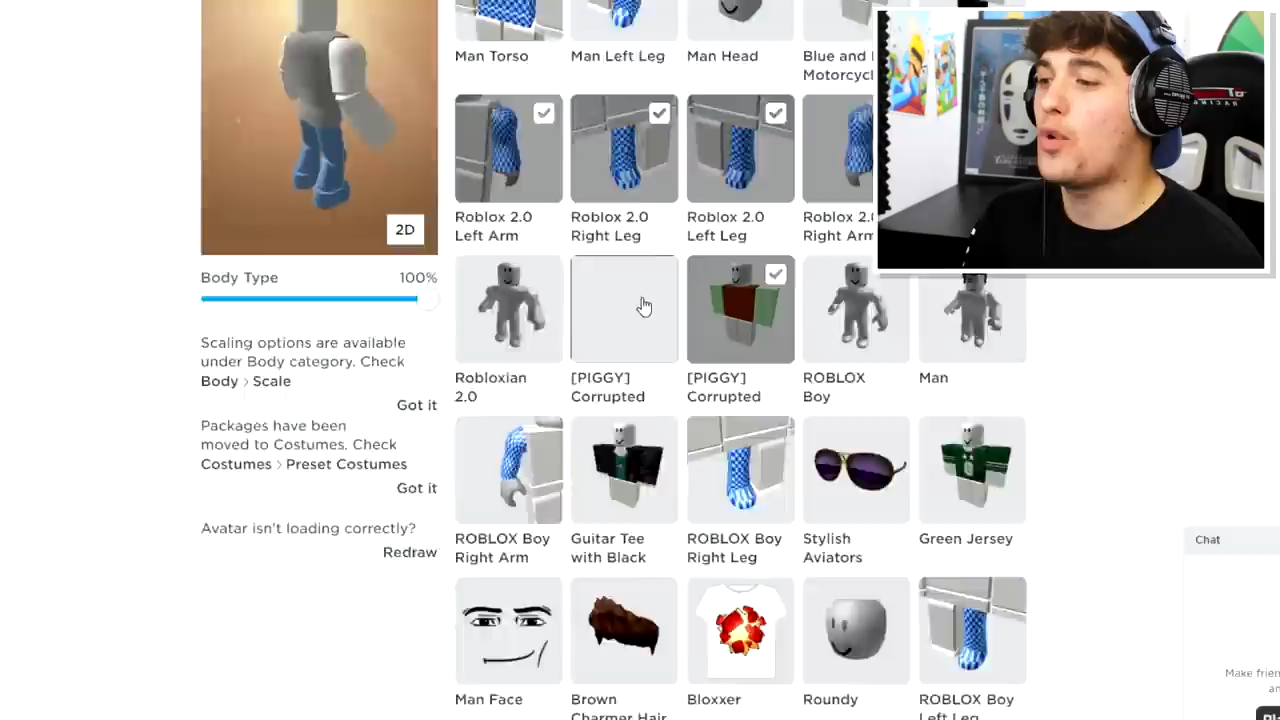 Man Torso
Man Left Leg
Man Head
Blue and
Motorcycl
Roblox 2.0
Left Arm
Roblox 2.0
Right Leg
Roblox 2.0
Left Leg
Roblox 2.0
Right Arm
2D
Body Type 100%
Scaling options are available
under Body category. Check
Body > Scale
Got it
Packages have been
moved to Costumes. Check
Costumes > Preset Costumes
Got it
Avatar isn't loading correctly?
Redraw
Robloxian
2.0
[PIGGY]
Corrupted
[PIGGY]
Corrupted
ROBLOX
Boy
Man
ROBLOX Boy
Right Arm
Guitar Tee
with Black
ROBLOX Boy
Right Leg
Stylish
Aviators
Green Jersey
Man Face
Brown
Charmer Hair
Bloxxer
Roundy
ROBLOX Boy
Left Leg
Chat
Make frien
an
RACING